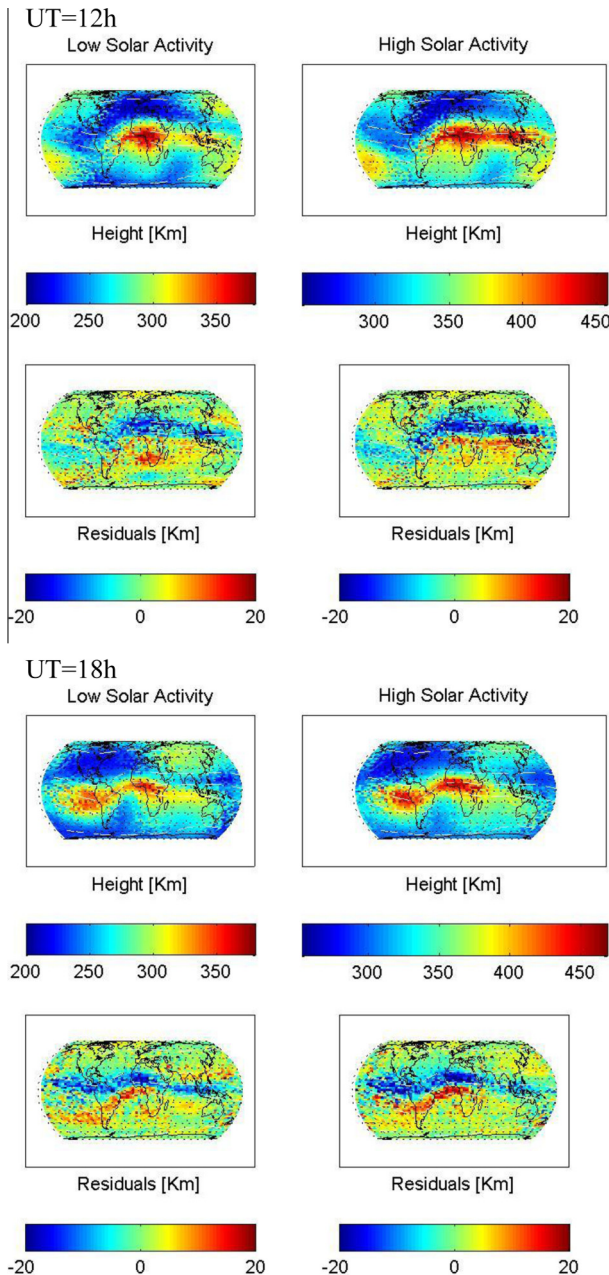 UT=12h
Low Solar Activity
High Solar Activity
Height [Km]
Height [Km]
200 250 300 350
300 350 400 450
Residuals [Km]
Residuals [Km]
-20 0 20
-20 0 20
UT=18h
Low Solar Activity
High Solar Activity
Height [Km]
Height [Km]
200 250 300 350
300 350 400 450
Residuals [Km]
Residuals [Km]
-20 0 20
-20 0 20